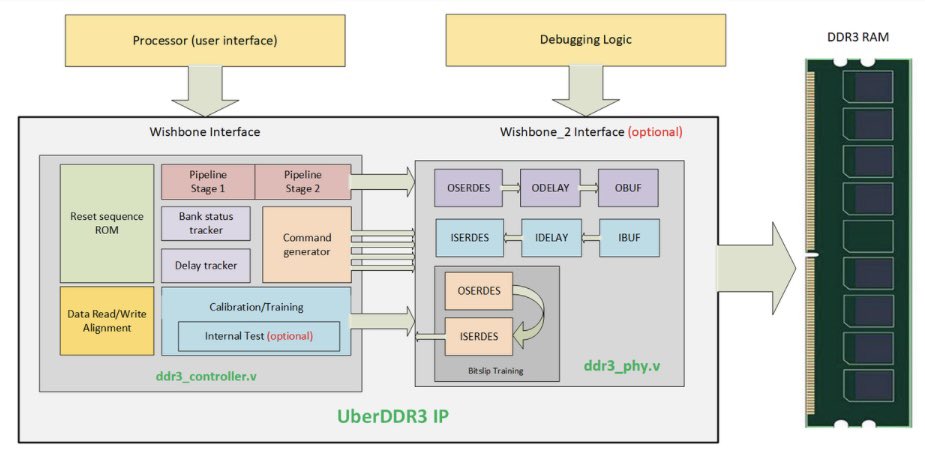 Processor (user interface)
Debugging Logic
DDR3 RAM
Wishbone Interface
Wishbone_2 Interface (optional)
Reset sequence
ROM
Pipeline
Stage 1
Pipeline
Stage 2
Bank status
tracker
Delay tracker
Command
generator
Data Read/Write
Alignment
Calibration/Training
Internal Test (optional)
ddr3_controller.v
OSERDES
ODELAY
OBUF
ISERDES
IDELAY
IBUF
OSERDES
ISERDES
Bitslip Training
ddr3_phy.v
UberDDR3 IP